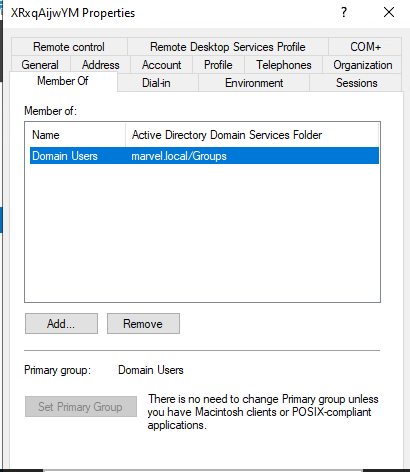 XRxqAijwYM Properties
? ×
Remote control Remote Desktop Services Profile COM+
General Address Account Profile Telephones Organization
Member Of Dial-in Environment Sessions
Member of:
Name Active Directory Domain Services Folder
Domain Users marvel.local/Groups
Add... Remove
Primary group: Domain Users
Set Primary Group
There is no need to change Primary group unless
you have Macintosh clients or POSIX-compliant
applications.